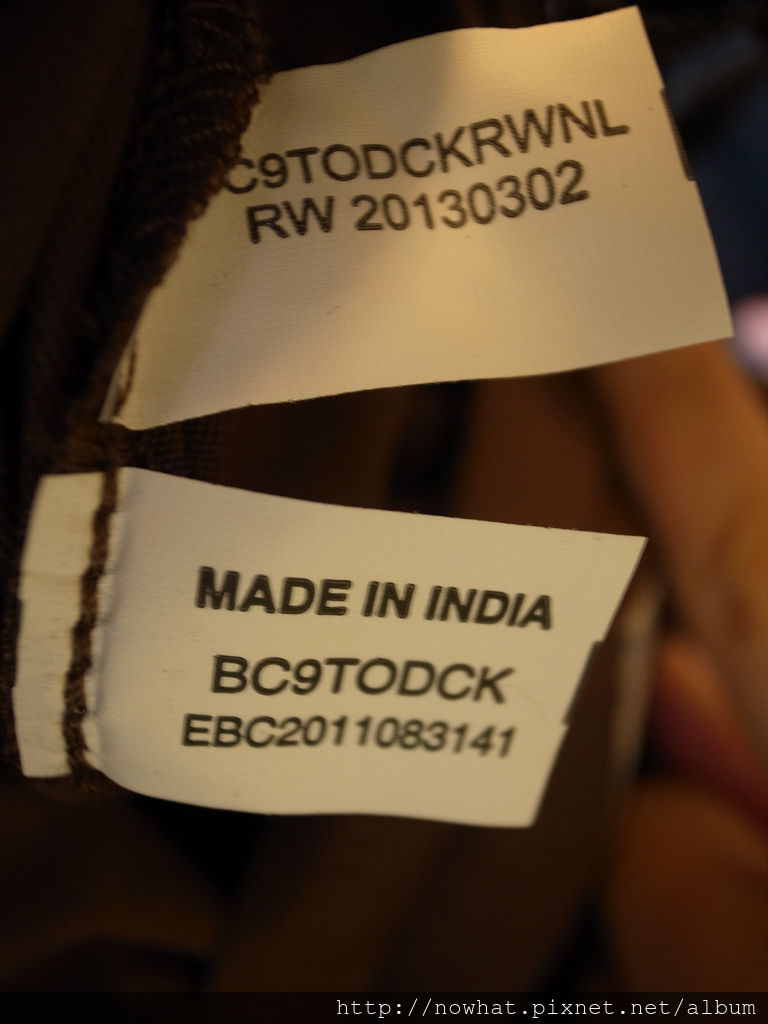 C9TODCKRWNL
RW 20130302
MADE IN INDIA
BC9TODCK
EBC2011083141
http://nowhat.pixnet.net/album